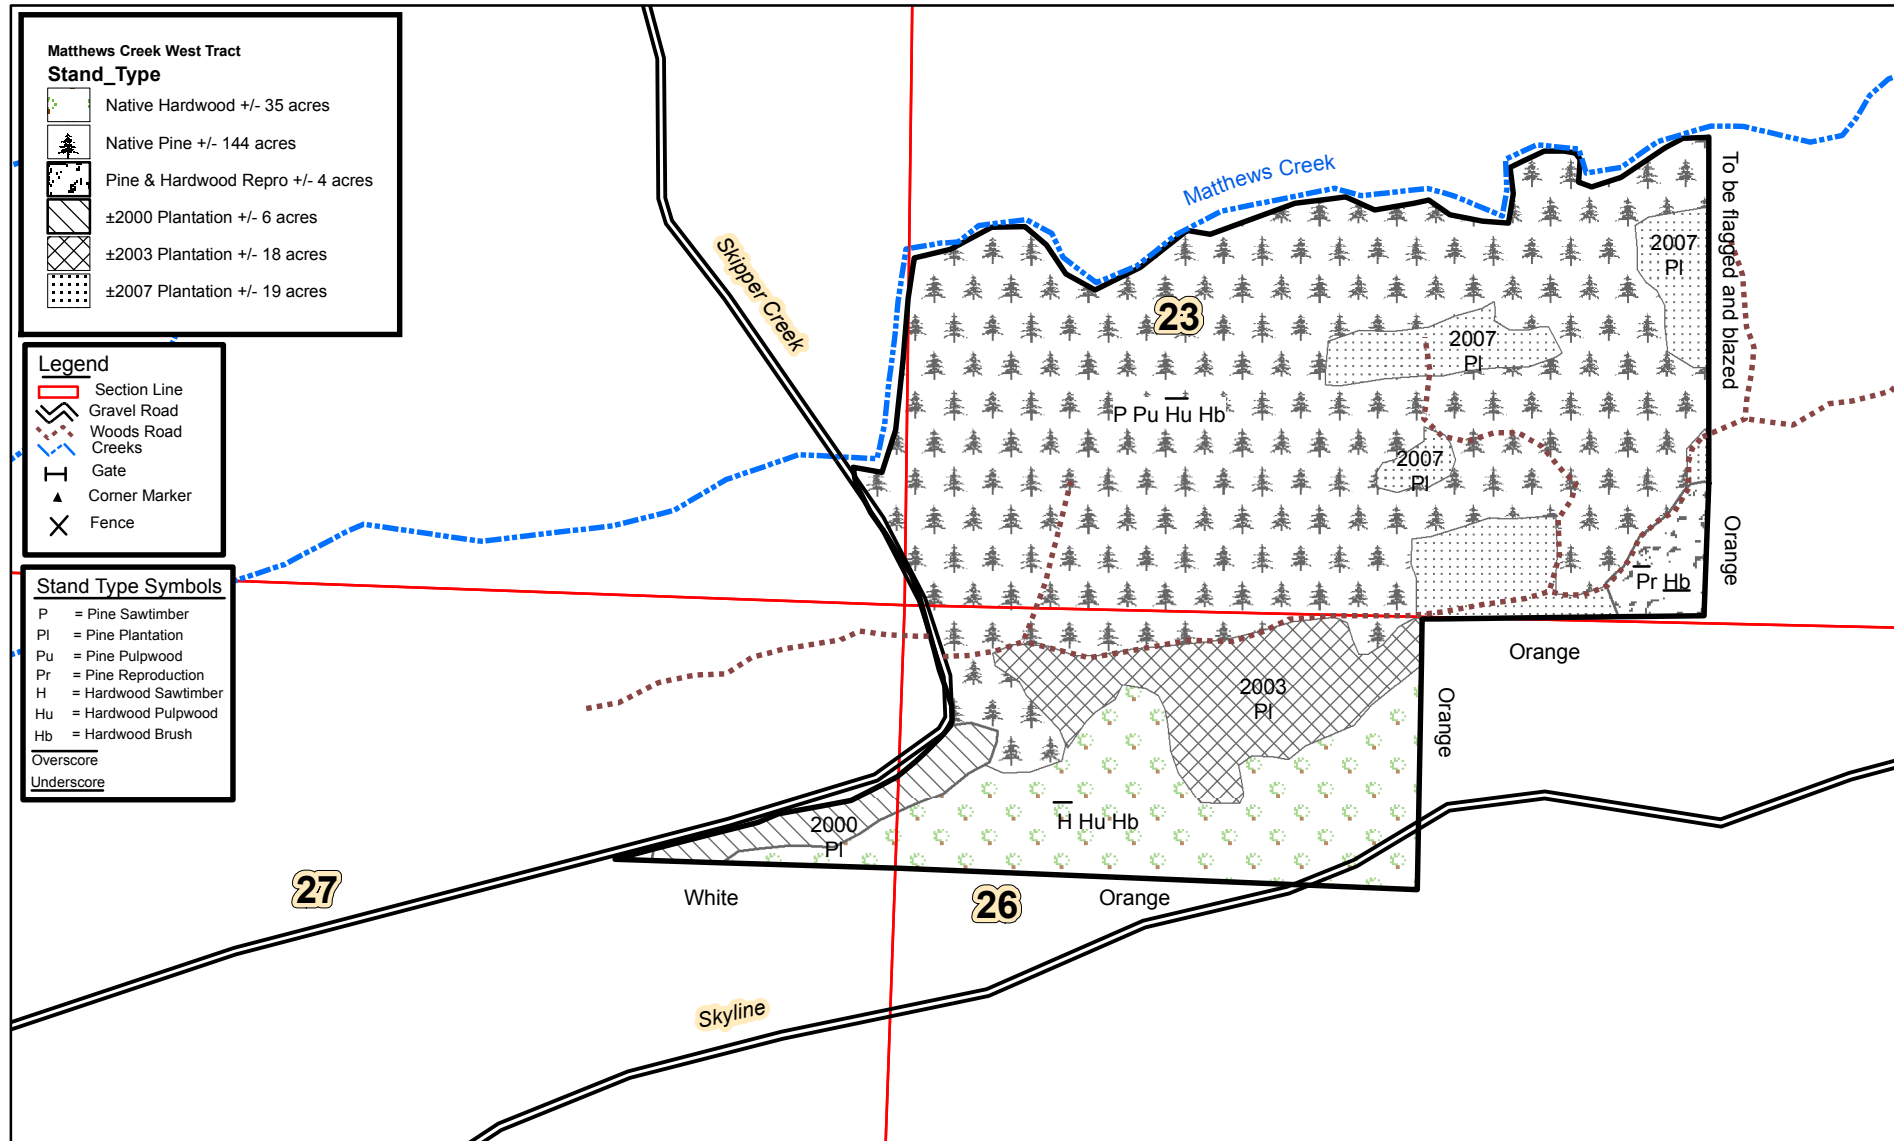 Matthews Creek West Tract
Stand_Type
Native Hardwood +/- 35 acres
Native Pine +/- 144 acres
Pine & Hardwood Repro +/- 4 acres
±2000 Plantation +/- 6 acres
±2003 Plantation +/- 18 acres
±2007 Plantation +/- 19 acres
Legend
Section Line
Gravel Road
Woods Road
Creeks
Gate
Corner Marker
Fence
Stand Type Symbols
P = Pine Sawtimber
Pl = Pine Plantation
Pu = Pine Pulpwood
Pr = Pine Reproduction
H = Hardwood Sawtimber
Hu = Hardwood Pulpwood
Hb = Hardwood Brush
Overscore
Underscore
Skipper Creek
Matthews Creek
To be flagged and blazed
23
2007
Pl
2007
Pl
P Pu Hu Hb
2007
Pl
Orange
Pr Hb
Orange
2003
Pl
Orange
2000
Pl
H Hu Hb
27
White
26
Orange
Skyline